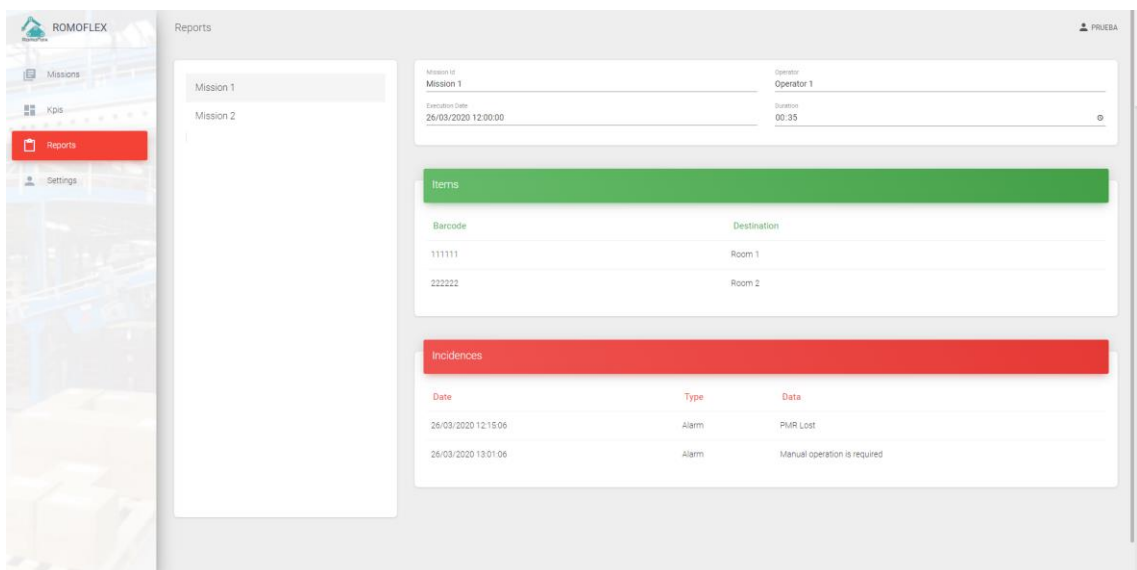 ROMOFLEX
RomoFlex
Missions
Kpis
Reports
Settings
Reports
PRUEBA
Mission 1
Mission 2
Mission Id
Mission 1
Operator
Operator 1
Execution Date
26/03/2020 12:00:00
Duration
00:35
Items
Barcode Destination
111111 Room 1
222222 Room 2
Incidences
Date Type Data
26/03/2020 12:15:06 Alarm PMR Lost
26/03/2020 13:01:06 Alarm Manual operation is required